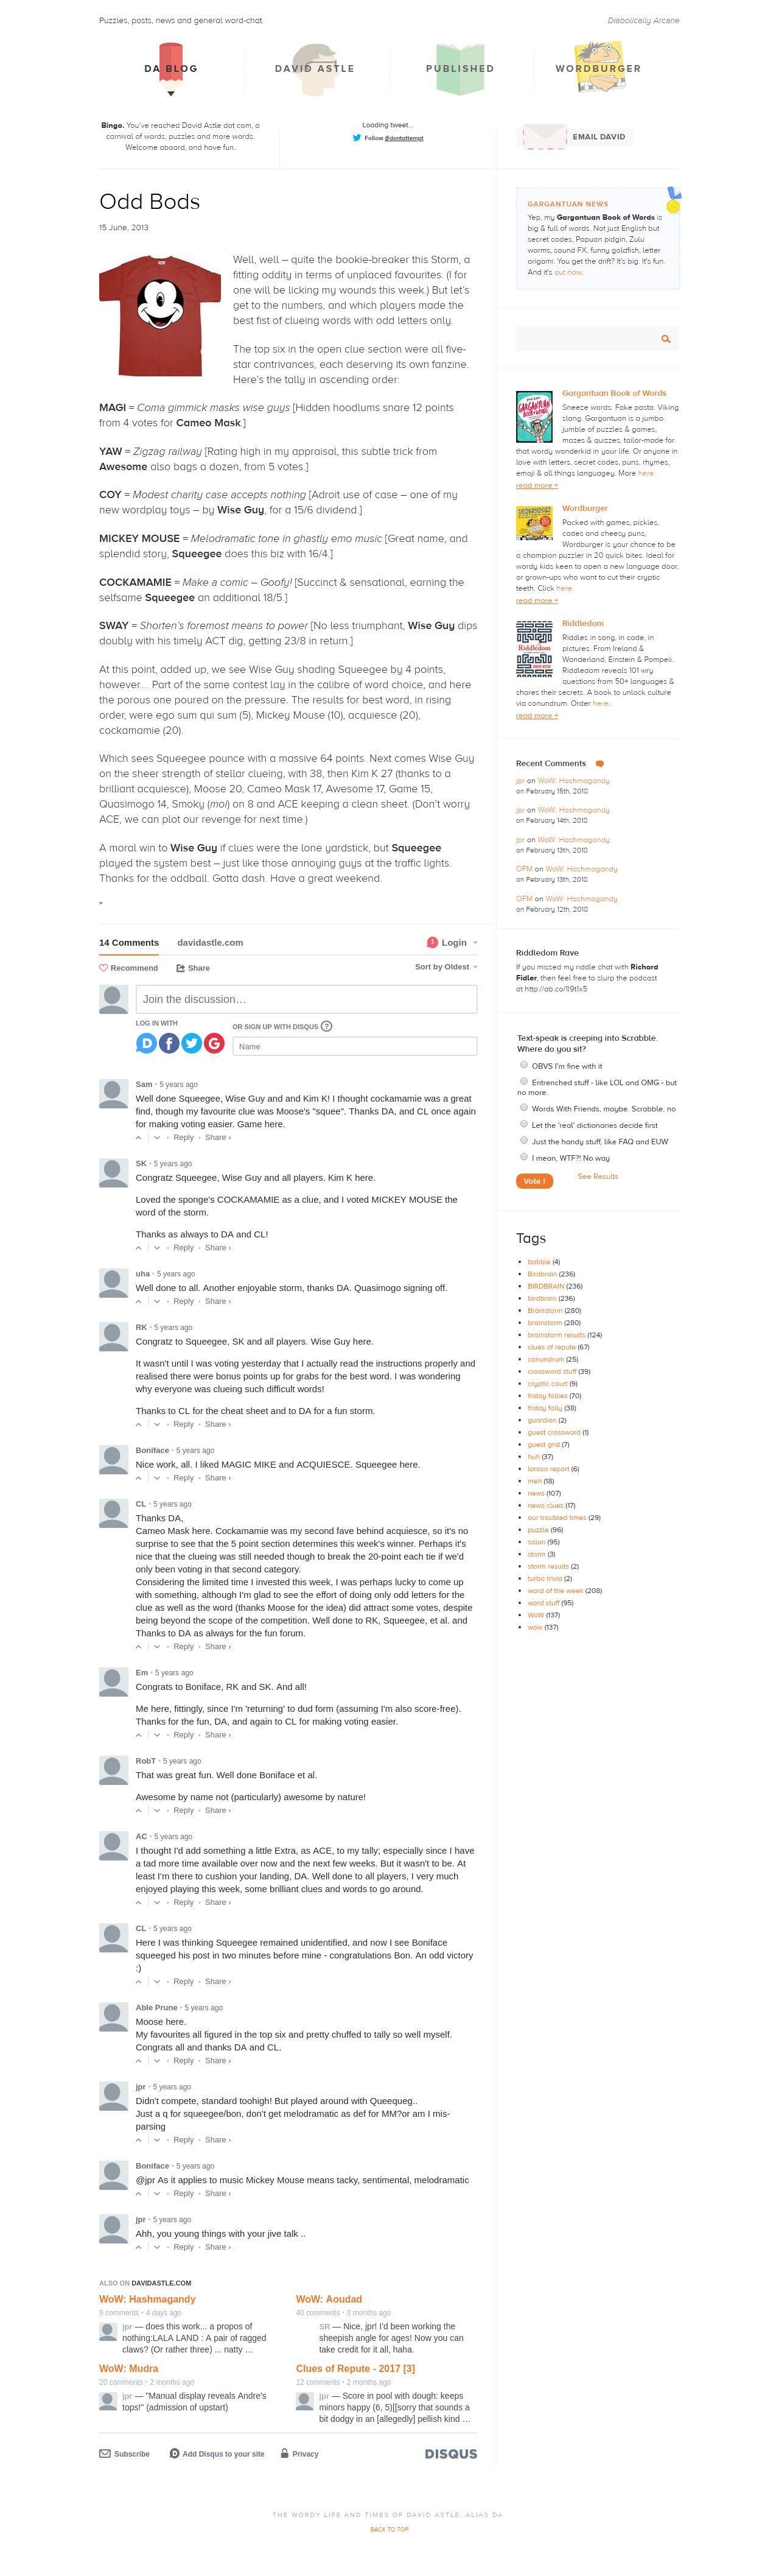 Puzzles, posts, news and general word-chat.
Diabolically Arcane
DA BLOG
DAVID ASTLE
PUBLISHED
WORDBURGER
Bingo. You've reached David Astle dot com, a
carnival of words, puzzles and more words.
Welcome aboard, and have fun.
Loading tweet...
Follow @dontattempt
EMAIL DAVID
Odd Bods
15 June, 2013
Well, well – quite the bookie-breaker this Storm, a
fitting oddity in terms of unplaced favourites. (I for
one will be licking my wounds this week.) But let's
get to the numbers, and which players made the
best fist of clueing words with odd letters only.
The top six in the open clue section were all five-
star contrivances, each deserving its own fanzine.
Here's the tally in ascending order:
MAGI = Coma gimmick masks wise guys [Hidden hoodlums snare 12 points
from 4 votes for Cameo Mask.]
YAW = Zigzag railway [Rating high in my appraisal, this subtle trick from
Awesome also bags a dozen, from 5 votes.]
COY = Modest charity case accepts nothing [Adroit use of case – one of my
new wordplay toys – by Wise Guy, for a 15/6 dividend.]
MICKEY MOUSE = Melodramatic tone in ghastly emo music [Great name, and
splendid story, Squeegee does this biz with 16/4.]
COCKAMAMIE = Make a comic – Goofy! [Succinct & sensational, earning the
selfsame Squeegee an additional 18/5.]
SWAY = Shorten's foremost means to power [No less triumphant, Wise Guy dips
doubly with his timely ACT dig, getting 23/8 in return.]
At this point, added up, we see Wise Guy shading Squeegee by 4 points,
however.... Part of the same contest lay in the calibre of word choice, and here
the premises one poured on the pressure. The results for best word, in rising
order, were ego sum qui sum (5), Mickey Mouse (10), acquiesce (20),
cockamamie (20).
Which sees Squeegee pounce with a massive 64 points. Next comes Wise Guy
on the sheer strength of stellar clueing, with 38, then Kim K 27 (thanks to a
brilliant acquiesce), Moose 20, Cameo Mask 17, Awesome 17, Game 15,
Quasimogo 14, Smoky (moi) on 8 and ACE keeping a clean sheet. (Don't worry
ACE, we can plot our revenge for next time.)
A moral win to Wise Guy if clues were the lone yardstick, but Squeegee
played the system best – just like those annoying guys at the traffic lights.
Thanks for the oddball. Gotta dash. Have a great weekend.
*
14 Comments
davidastle.com
1 Login
Recommend
Share
Sort by Oldest
Join the discussion…
LOG IN WITH
OR SIGN UP WITH DISQUS ?
Name
Sam • 5 years ago
Well done Squeegee, Wise Guy and and Kim K! I thought cockamamie was a great
find, though my favourite clue was Moose's "squee". Thanks DA, and CL once again
for making voting easier. Game here.
• Reply • Share ›
SK • 5 years ago
Congratz Squeegee, Wise Guy and all players. Kim K here.
Loved the sponge's COCKAMAMIE as a clue, and I voted MICKEY MOUSE the
word of the storm.
Thanks as always to DA and CL!
• Reply • Share ›
uha • 5 years ago
Well done to all. Another enjoyable storm, thanks DA. Quasimogo signing off.
• Reply • Share ›
RK • 5 years ago
Congratz to Squeegee, SK and all players. Wise Guy here.
It wasn't until I was voting yesterday that I actually read the instructions properly and
realised there were bonus points up for grabs for the best word. I was wondering
why everyone was clueing such difficult words!
Thanks to CL for the cheat sheet and to DA for a fun storm.
• Reply • Share ›
Boniface • 5 years ago
Nice work, all. I liked MAGIC MIKE and ACQUIESCE. Squeegee here.
• Reply • Share ›
CL • 5 years ago
Thanks DA,
Cameo Mask here. Cockamamie was my second fave behind acquiesce, so it's no
surprise to see that the 5 point section determines this week's winner. Perhaps it's
nice that the clueing was still needed though to break the 20-point each tie if we'd
only been voting in that second category.
Considering the limited time I invested this week, I was perhaps lucky to come up
with something, although I'm glad to see the effort of doing only odd letters for the
clue as well as the word (thanks Moose for the idea) did attract some votes, despite
being beyond the scope of the competition. Well done to RK, Squeegee, et al. and
Thanks to DA as always for the fun forum.
• Reply • Share ›
Em • 5 years ago
Congrats to Boniface, RK and SK. And all!
Me here, fittingly, since I'm 'returning' to dud form (assuming I'm also score-free).
Thanks for the fun, DA, and again to CL for making voting easier.
• Reply • Share ›
RobT • 5 years ago
That was great fun. Well done Boniface et al.
Awesome by name not (particularly) awesome by nature!
• Reply • Share ›
AC • 5 years ago
I thought I'd add something a little Extra, as ACE, to my tally; especially since I have
a tad more time available over now and the next few weeks. But it wasn't to be. At
least I'm there to cushion your landing, DA. Well done to all players, I very much
enjoyed playing this week, some brilliant clues and words to go around.
• Reply • Share ›
CL • 5 years ago
Here I was thinking Squeegee remained unidentified, and now I see Boniface
squeeged his post in two minutes before mine - congratulations Bon. An odd victory
:)
• Reply • Share ›
Able Prune • 5 years ago
Moose here.
My favourites all figured in the top six and pretty chuffed to tally so well myself.
Congrats all and thanks DA and CL.
• Reply • Share ›
jpr • 5 years ago
Didn't compete, standard toohigh! But played around with Queequeg..
Just a q for squeegee/bon, don't get melodramatic as def for MM?or am I mis-
parsing
• Reply • Share ›
Boniface • 5 years ago
@jpr As it applies to music Mickey Mouse means tacky, sentimental, melodramatic
• Reply • Share ›
jpr • 5 years ago
Ahh, you young things with your jive talk ..
• Reply • Share ›
ALSO ON DAVIDASTLE.COM
WoW: Hashmagandy
9 comments • 4 days ago
jpr — does this work... a propos of
nothing:LALA LAND : A pair of ragged
claws? (Or rather three) ... natty …
WoW: Aoudad
40 comments • 3 months ago
SR — Nice, jpr! I'd been working the
sheepish angle for ages! Now you can
take credit for it all, haha.
WoW: Mudra
20 comments • 2 months ago
jpr — "Manual display reveals Andre's
tops!" (admission of upstart)
Clues of Repute - 2017 [3]
12 comments • 2 months ago
jpr — Score in pool with dough: keeps
minors happy (6, 5)[[sorry that sounds a
bit dodgy in an [allegedly] pellish kind …
Subscribe
Add Disqus to your site
Privacy
DISQUS
GARGANTUAN NEWS
Yep, my Gargantuan Book of Words is
big & full of words. Not just English but
secret codes, Papuan pidgin, Zulu
worms, sound FX, funny goldfish, letter
origami. You get the drift? It's big. It's fun.
And it's out now.
Gargantuan Book of Words
Sneeze words. Fake pasta. Viking
slang. Gargantuan is a jumbo
jumble of puzzles & games,
mazes & quizzes, tailor-made for
that wordy wonderkid in your life. Or anyone in
love with letters, secret codes, puns, rhymes,
emoji & all things languagey. More here.
read more +
Wordburger
Packed with games, pickles,
codes and cheesy puns,
Wordburger is your chance to be
a champion puzzler in 20 quick bites. Ideal for
wordy kids keen to open a new language door,
or grown-ups who want to cut their cryptic
teeth. Click here.
read more +
Riddledom
Riddles in song, in code, in
pictures. From Ireland &
Wonderland, Einstein & Pompeii.
Riddledom reveals 101 wry
questions from 50+ languages &
shares their secrets. A book to unlock culture
via conundrum. Order here.
read more +
Recent Comments
jpr on WoW: Hashmagandy
on February 15th, 2018
jpr on WoW: Hashmagandy
on February 14th, 2018
jpr on WoW: Hashmagandy
on February 13th, 2018
OFM on WoW: Hashmagandy
on February 13th, 2018
OFM on WoW: Hashmagandy
on February 12th, 2018
Riddledom Rave
If you missed my riddle chat with Richard
Fidler, then feel free to slurp the podcast
at http://ab.co/1I9t1x5
Text-speak is creeping into Scrabble.
Where do you sit?
OBVS I'm fine with it
Entrenched stuff - like LOL and OMG - but
no more.
Words With Friends, maybe. Scrabble, no
Let the 'real' dictionaries decide first
Just the handy stuff, like FAQ and EUW
I mean, WTF?! No way
Vote !
See Results
Tags
babble (4)
Birdbrain (236)
BIRDBRAIN (236)
birdbrain (236)
Brainstorm (280)
brainstorm (280)
brainstorm results (124)
clues of repute (67)
conundrum (25)
crossword stuff (39)
cryptic court (9)
friday follies (70)
friday folly (38)
guardian (2)
guest crossword (1)
guest grid (7)
huh (37)
loroso report (6)
meh (18)
news (107)
news clues (17)
our troubled times (29)
puzzle (96)
salon (95)
storm (3)
storm results (2)
turbo trivia (2)
word of the week (208)
word stuff (95)
WoW (137)
wow (137)
THE WORDY LIFE AND TIMES OF DAVID ASTLE, ALIAS DA
BACK TO TOP